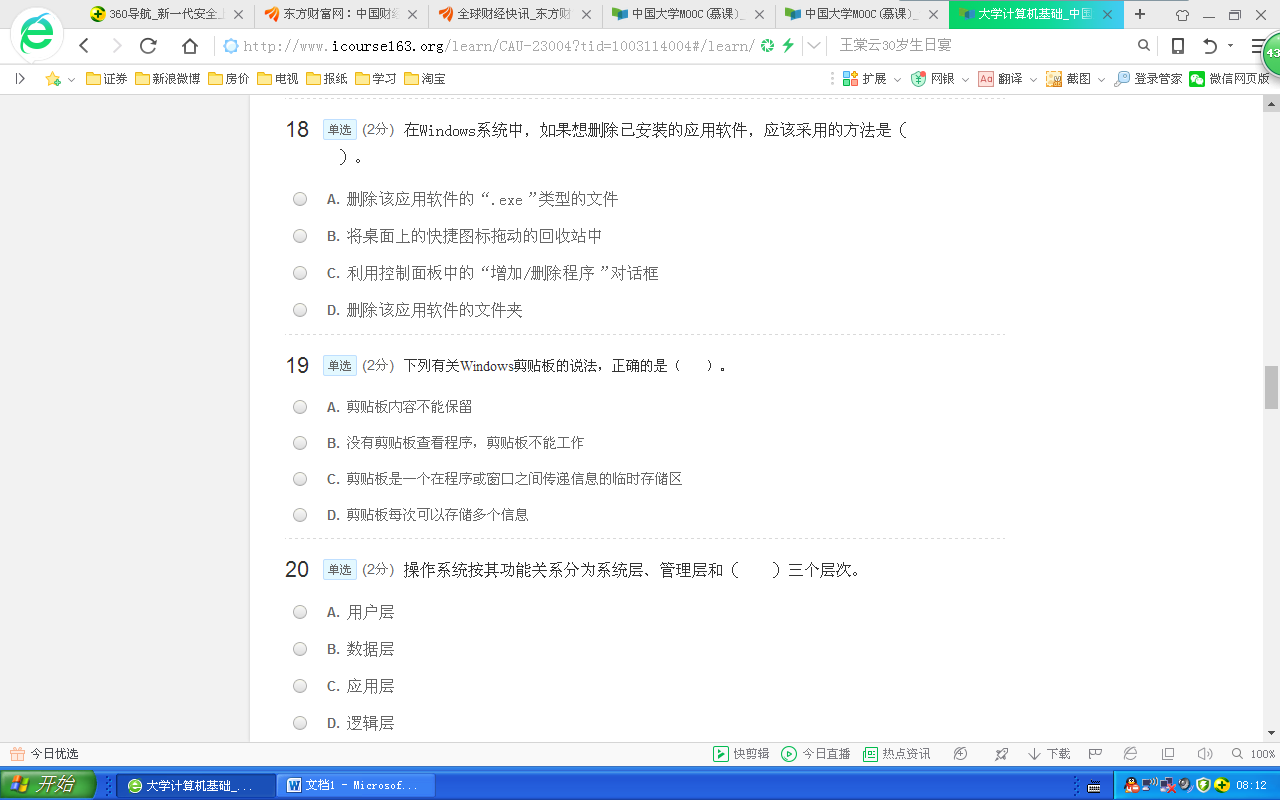 360导航_新一代安全上
东方财富网：中国财经
全球财经快讯_东方财
中国大学MOOC(慕课)_
中国大学MOOC(慕课)_
大学计算机基础_中国
http://www.icourse163.org/learn/CAU-23004?tid=1003114004#/learn/
王棠云30岁生日宴
43
证券 新浪微博 房价 电视 报纸 学习 淘宝
扩展 网银 Aa 翻译 截图 登录管家 微信网页版
18 单选 (2分) 在Windows系统中，如果想删除已安装的应用软件，应该采用的方法是（
）。
A. 删除该应用软件的“.exe ”类型的文件
B. 将桌面上的快捷图标拖动的回收站中
C. 利用控制面板中的“增加/删除程序 ”对话框
D. 删除该应用软件的文件夹
19 单选 (2分) 下列有关Windows剪贴板的说法，正确的是（ ）。
A. 剪贴板内容不能保留
B. 没有剪贴板查看程序，剪贴板不能工作
C. 剪贴板是一个在程序或窗口之间传递信息的临时存储区
D. 剪贴板每次可以存储多个信息
20 单选 (2分) 操作系统按其功能关系分为系统层、管理层和（ ）三个层次。
A. 用户层
B. 数据层
C. 应用层
D. 逻辑层
今日优选 快剪辑 今日直播 热点资讯 下载 100%
开始 大学计算机基础_... 文档1 - Microsof... 08:12